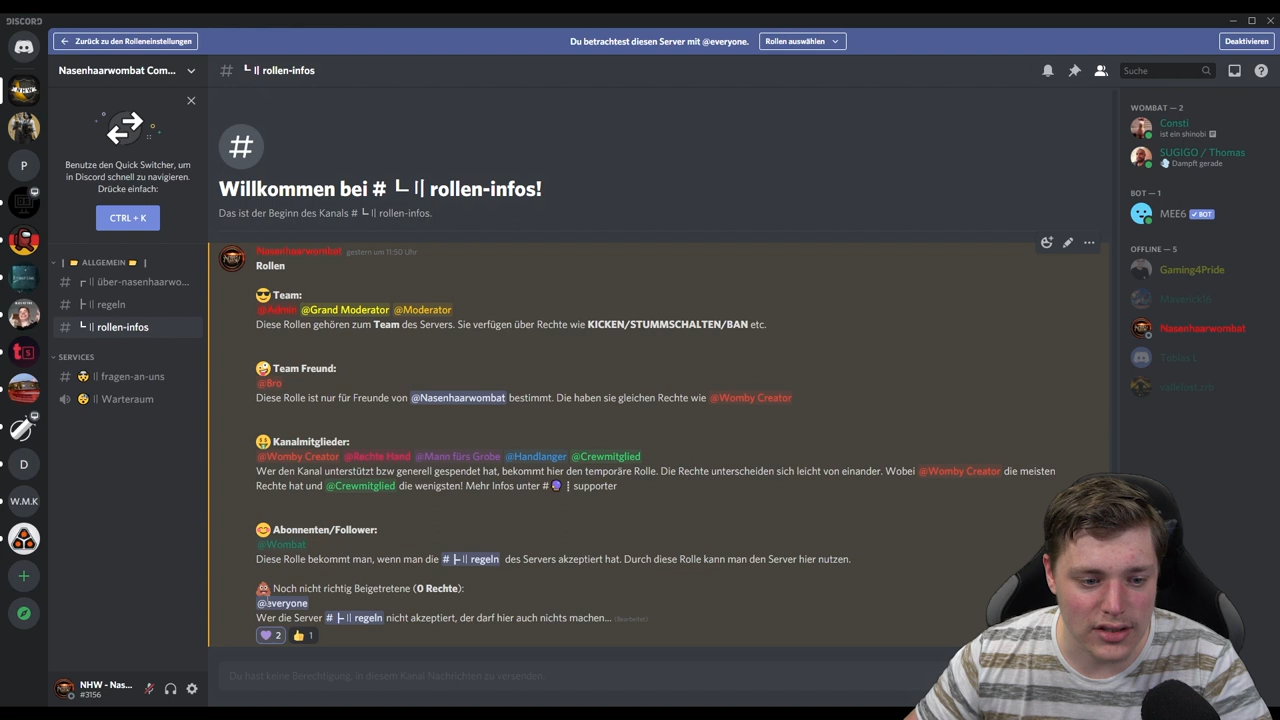 DISCORD
Zurück zu den Rolleneinstellungen
Du betrachtest diesen Server mit @everyone.
Rollen auswählen
Deaktivieren
Nasenhaarwombat Com...
# rollen-infos
Suche
NHW
Benutze den Quick Switcher, um
in Discord schnell zu navigieren.
Drücke einfach:
CTRL + K
ALLGEMEIN
# über-nasenhaarwo...
# regeln
# rollen-infos
SERVICES
# fragen-an-uns
Warteraum
P
D
W.M.K
Willkommen bei # rollen-infos!
Das ist der Beginn des Kanals # rollen-infos.
Nasenhaarwombat gestern um 11:50 Uhr
Rollen
Team:
@Admin @Grand Moderator @Moderator
Diese Rollen gehören zum Team des Servers. Sie verfügen über Rechte wie KICKEN/STUMMSCHALTEN/BAN etc.
Team Freund:
@Bro
Diese Rolle ist nur für Freunde von @Nasenhaarwombat bestimmt. Die haben sie gleichen Rechte wie @Womby Creator
Kanalmitglieder:
@Womby Creator @Rechte Hand @Mann fürs Grobe @Handlanger @Crewmitglied
Wer den Kanal unterstützt bzw generell gespendet hat, bekommt hier den temporäre Rolle. Die Rechte unterscheiden sich leicht von einander. Wobei @Womby Creator die meisten
Rechte hat und @Crewmitglied die wenigsten! Mehr Infos unter # supporter
Abonnenten/Follower:
@Wombat
Diese Rolle bekommt man, wenn man die # regeln des Servers akzeptiert hat. Durch diese Rolle kann man den Server hier nutzen.
Noch nicht richtig Beigetretene (0 Rechte):
@everyone
Wer die Server # regeln nicht akzeptiert, der darf hier auch nichts machen... (Bearbeitet)
2 1
Du hast keine Berechtigung, in diesem Kanal Nachrichten zu versenden.
NHW - Nas...
#3156
WOMBAT — 2
Consti
ist ein shinobi
SUGIGO / Thomas
Dampft gerade
BOT — 1
MEE6 BOT
OFFLINE — 5
Gaming4Pride
Maverick16
Nasenhaarwombat
Tobias.L